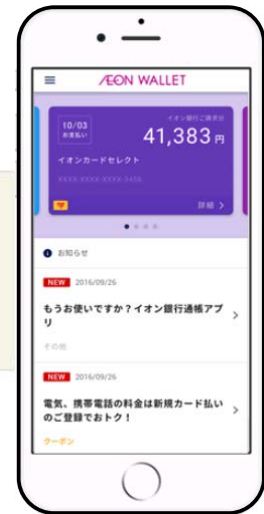 ÆON WALLET
10/03
お支払い
イオン銀行ご請求分
41,383 円
イオンカードセレクト
XXXX-XXXX-XXXX-3456
詳細
お知らせ
NEW 2016/09/26
もうお使いですか？イオン銀行通帳アプ
リ
その他
NEW 2016/09/26
電気、携帯電話の料金は新規カード払い
のご登録でおトク！
クーポン